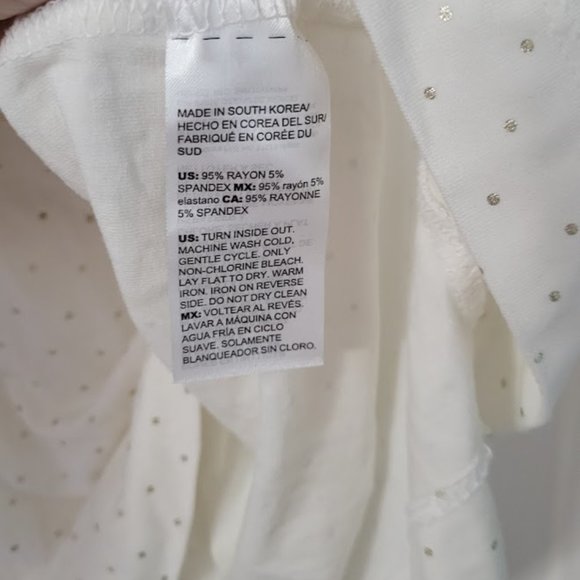 MADE IN SOUTH KOREA/
HECHO EN COREA DEL SUR/
FABRIQUÉ EN CORÉE DU
SUD
US: 95% RAYON 5%
SPANDEX MX: 95% rayón 5%
elastano CA: 95% RAYONNE
5% SPANDEX
US: TURN INSIDE OUT.
MACHINE WASH COLD,
GENTLE CYCLE. ONLY
NON-CHLORINE BLEACH.
LAY FLAT TO DRY. WARM
IRON. IRON ON REVERSE
SIDE. DO NOT DRY CLEAN
MX: VOLTEAR AL REVÉS.
LAVAR A MÁQUINA CON
AGUA FRÍA EN CICLO
SUAVE. SOLAMENTE
BLANQUEADOR SIN CLORO.